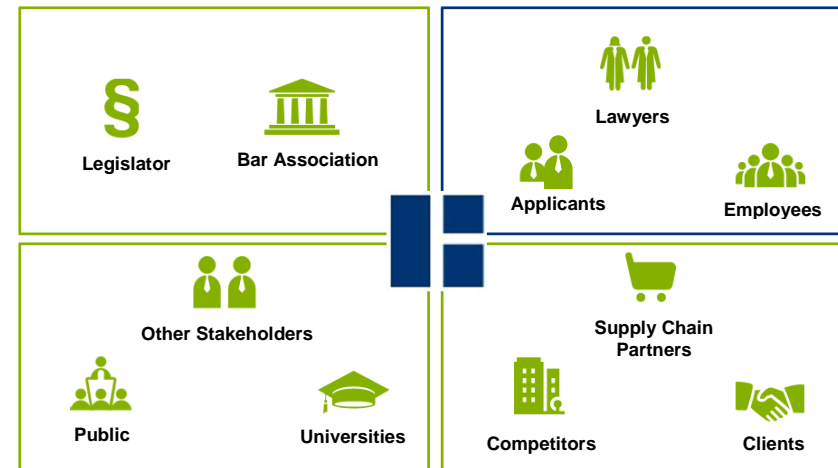 §
Legislator
Bar Association
Lawyers
Applicants
Employees
Other Stakeholders
Public
Universities
Supply Chain
Partners
Competitors
Clients